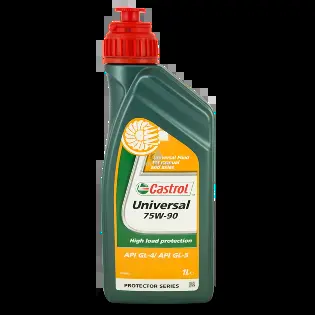 Castrol
Universal
75W-90
High load protection
API GL-4/ API GL-5
1L
PROTECTOR SERIES